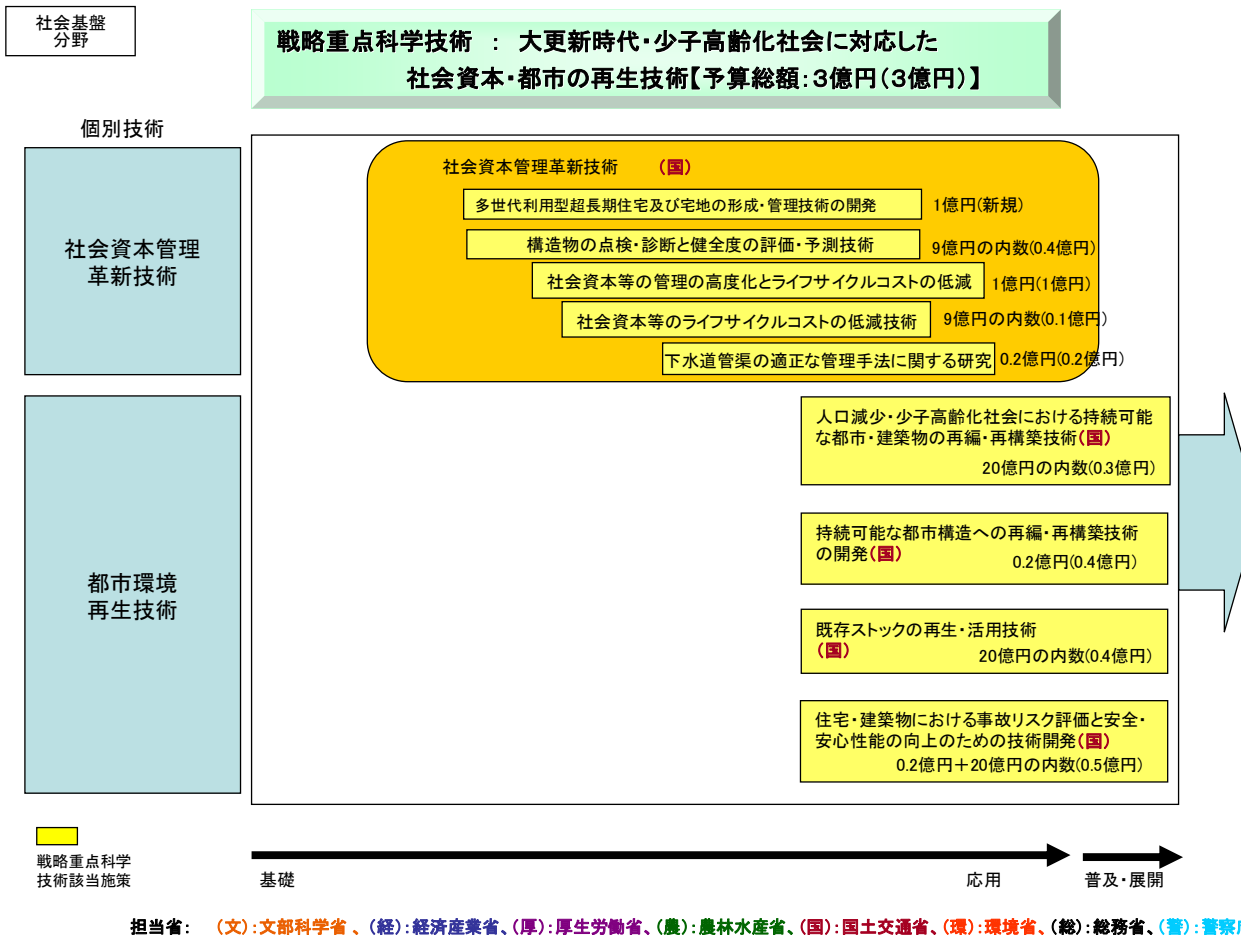 社会基盤
分野
戦略重点科学技術 : 大更新時代・少子高齢化社会に対応した
社会資本・都市の再生技術【予算総額:3億円(3億円)】
個別技術
社会資本管理
革新技術
社会資本管理革新技術 (国)
多世代利用型超長期住宅及び宅地の形成・管理技術の開発 1億円(新規)
構造物の点検・診断と健全度の評価・予測技術 9億円の内数(0.4億円)
社会資本等の管理の高度化とライフサイクルコストの低減 1億円(1億円)
社会資本等のライフサイクルコストの低減技術 9億円の内数(0.1億円)
下水道管渠の適正な管理手法に関する研究 0.2億円(0.2億円)
都市環境
再生技術
人口減少・少子高齢化社会における持続可能
な都市・建築物の再編・再構築技術(国)
20億円の内数(0.3億円)
持続可能な都市構造への再編・再構築技術
の開発(国) 0.2億円(0.4億円)
既存ストックの再生・活用技術
(国) 20億円の内数(0.4億円)
住宅・建築物における事故リスク評価と安全・
安心性能の向上のための技術開発(国)
0.2億円+20億円の内数(0.5億円)
戦略重点科学
技術該当施策
基礎 応用 普及・展開
担当省: (文):文部科学省、(経):経済産業省、(厚):厚生労働省、(農):農林水産省、(国):国土交通省、(環):環境省、(総):総務省、(警):警察